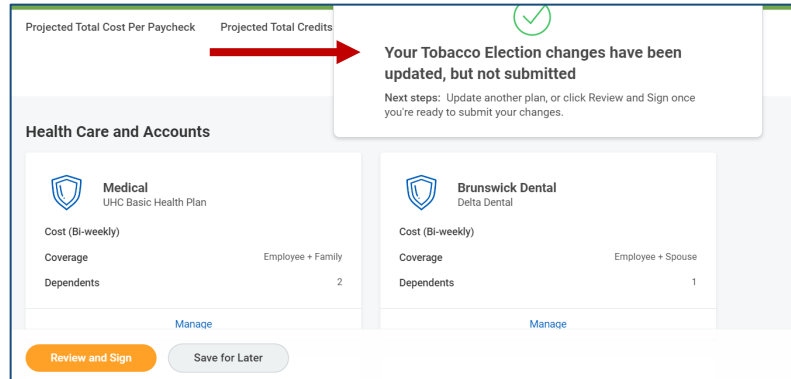 Projected Total Cost Per Paycheck
Projected Total Credits
Your Tobacco Election changes have been
updated, but not submitted
Next steps: Update another plan, or click Review and Sign once
you're ready to submit your changes.
Health Care and Accounts
Medical
UHC Basic Health Plan
Cost (Bi-weekly)
Coverage Employee + Family
Dependents 2
Manage
Brunswick Dental
Delta Dental
Cost (Bi-weekly)
Coverage Employee + Spouse
Dependents 1
Manage
Review and Sign
Save for Later